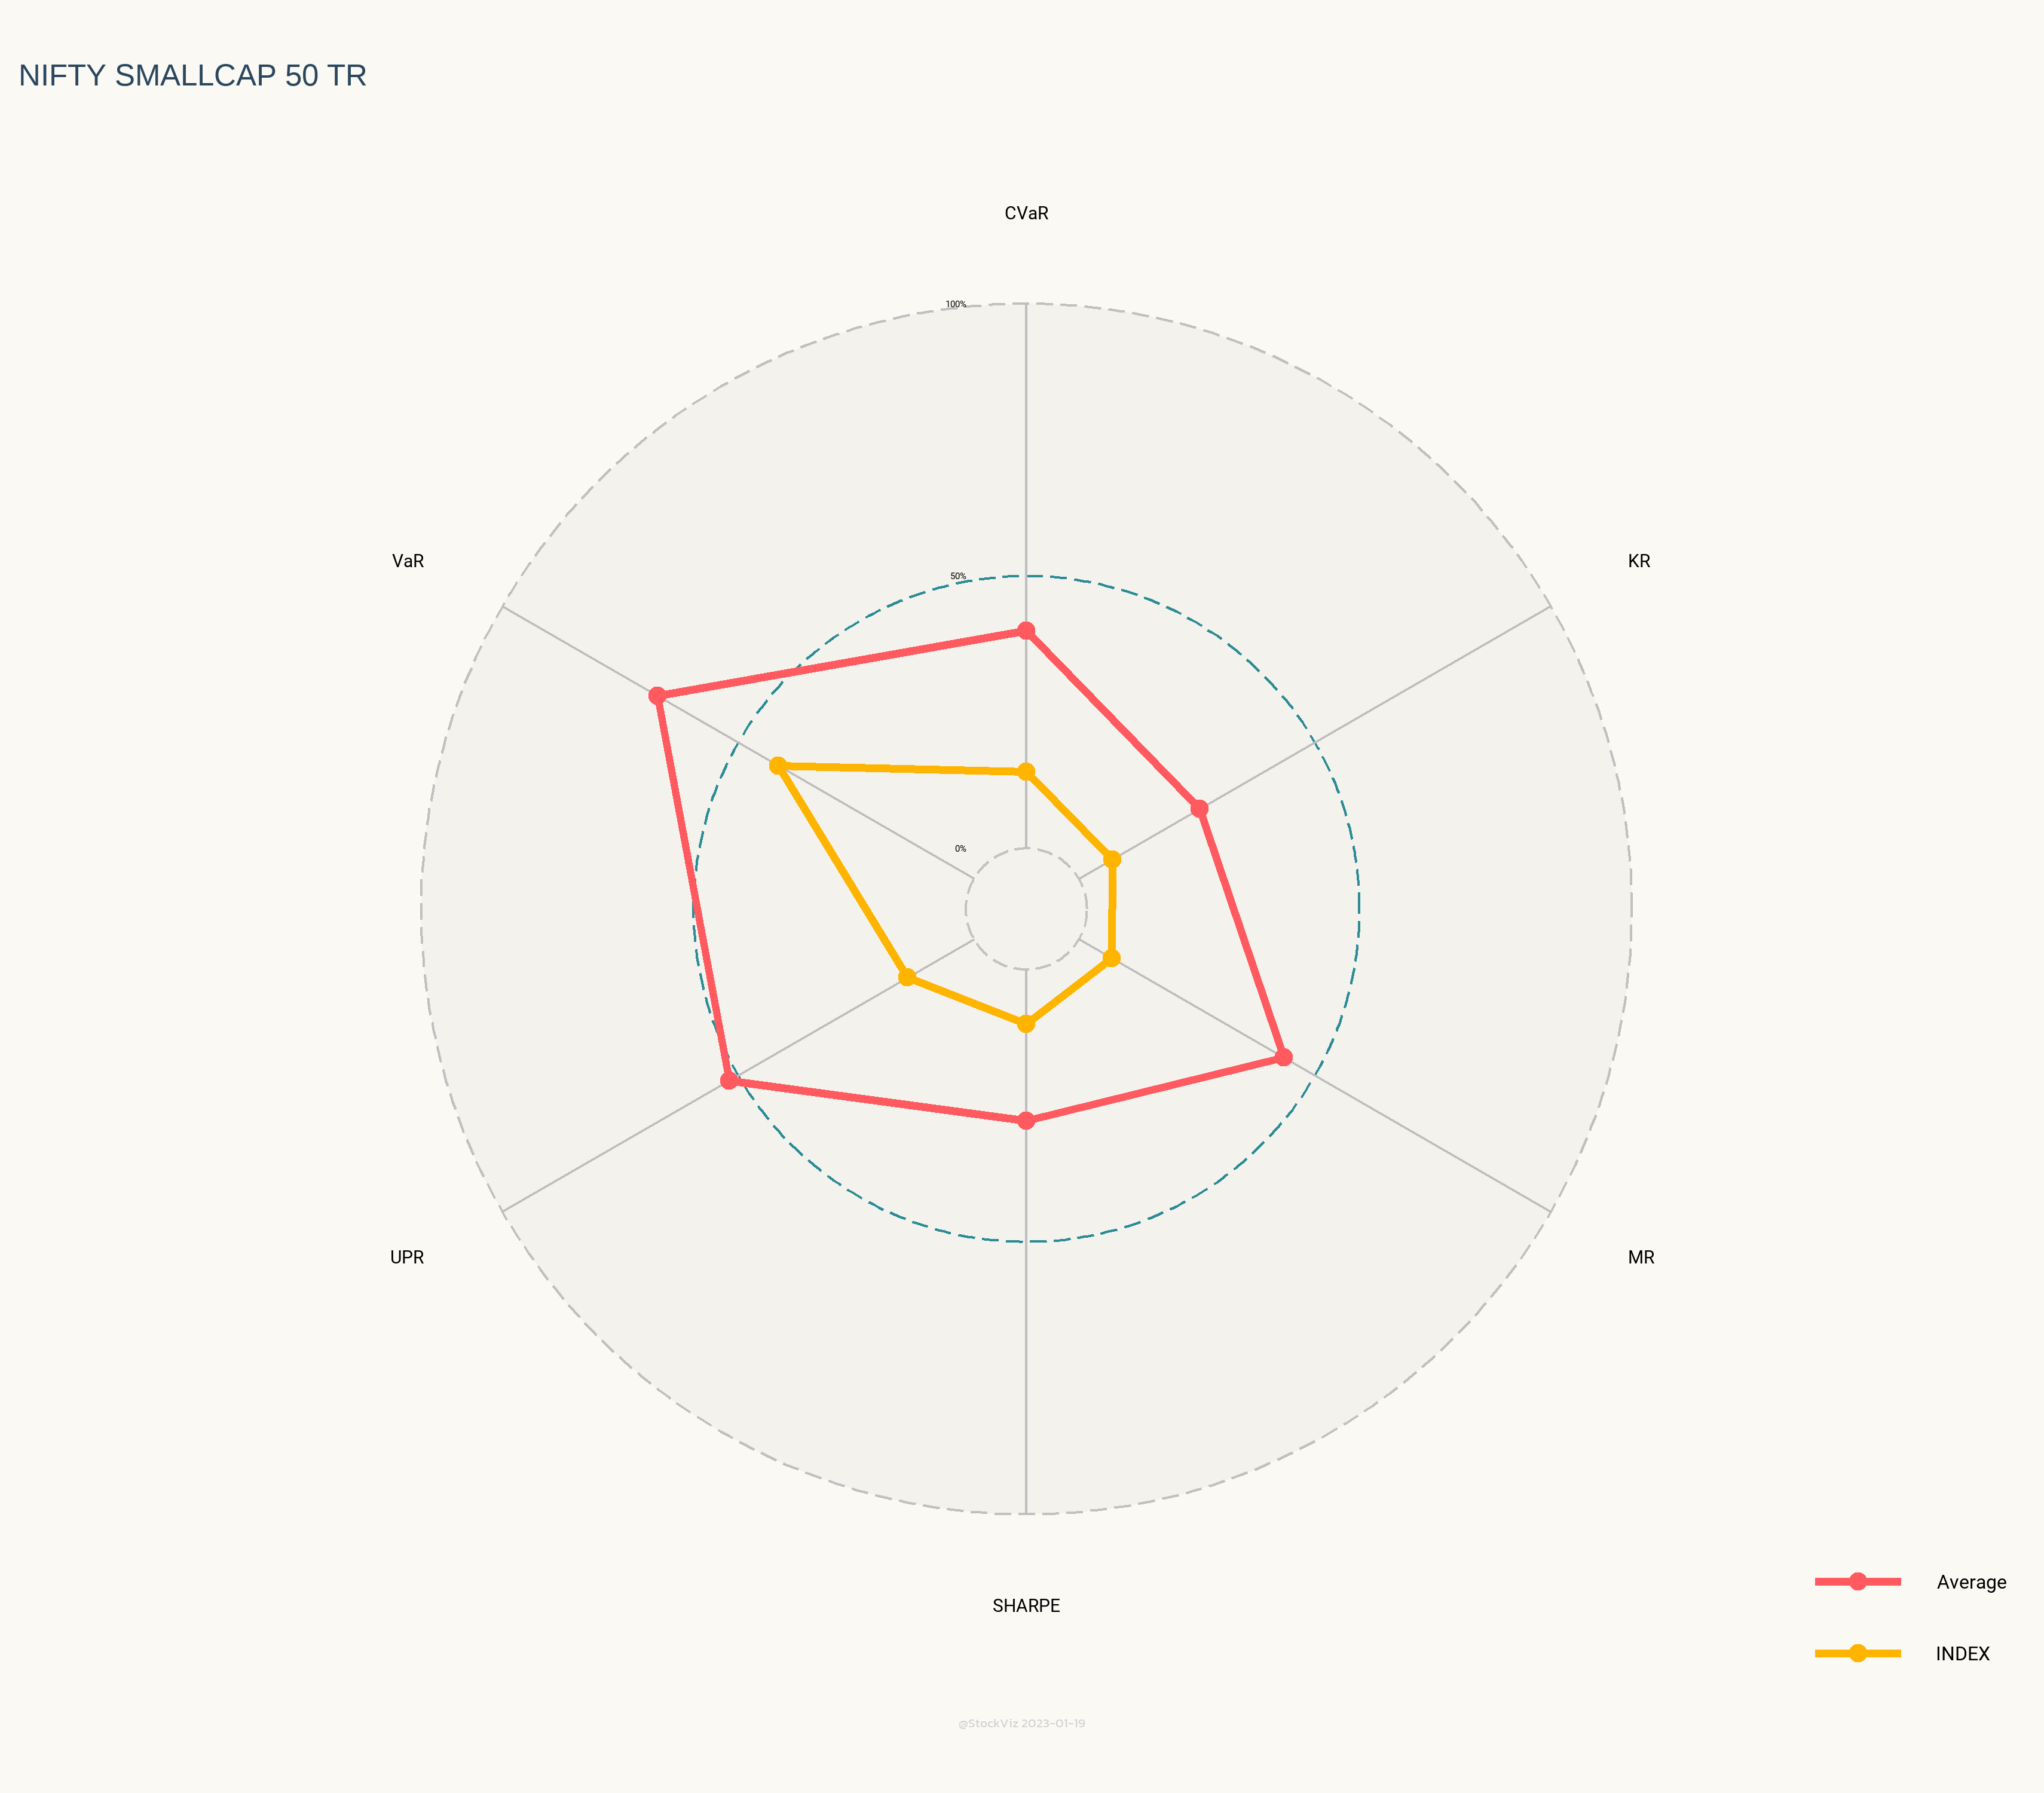 NIFTY SMALLCAP 50 TR
CVaR
100%
VaR
KR
50%
0%
UPR
MR
SHARPE
Average
INDEX
@StockViz 2023-01-19